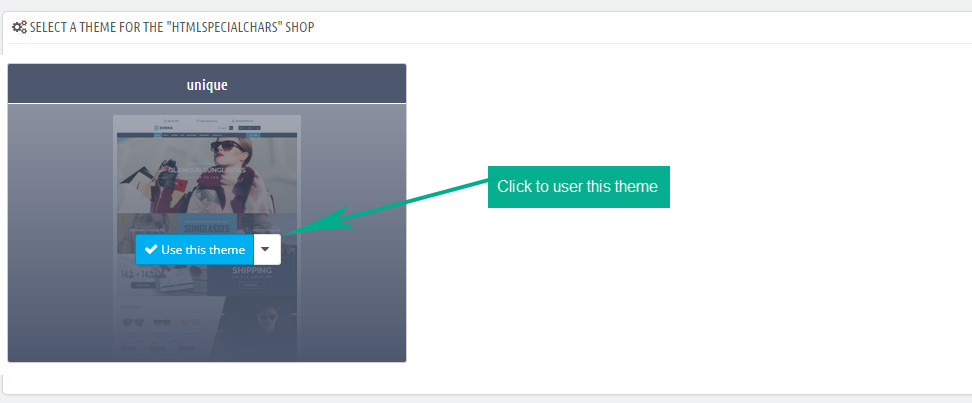 SELECT A THEME FOR THE "HTMLSPECIALCHARS" SHOP
unique
GLAMOUR SUNGLASSES
Click to user this theme
SUNGLASSES
Use this theme
SHIPPING